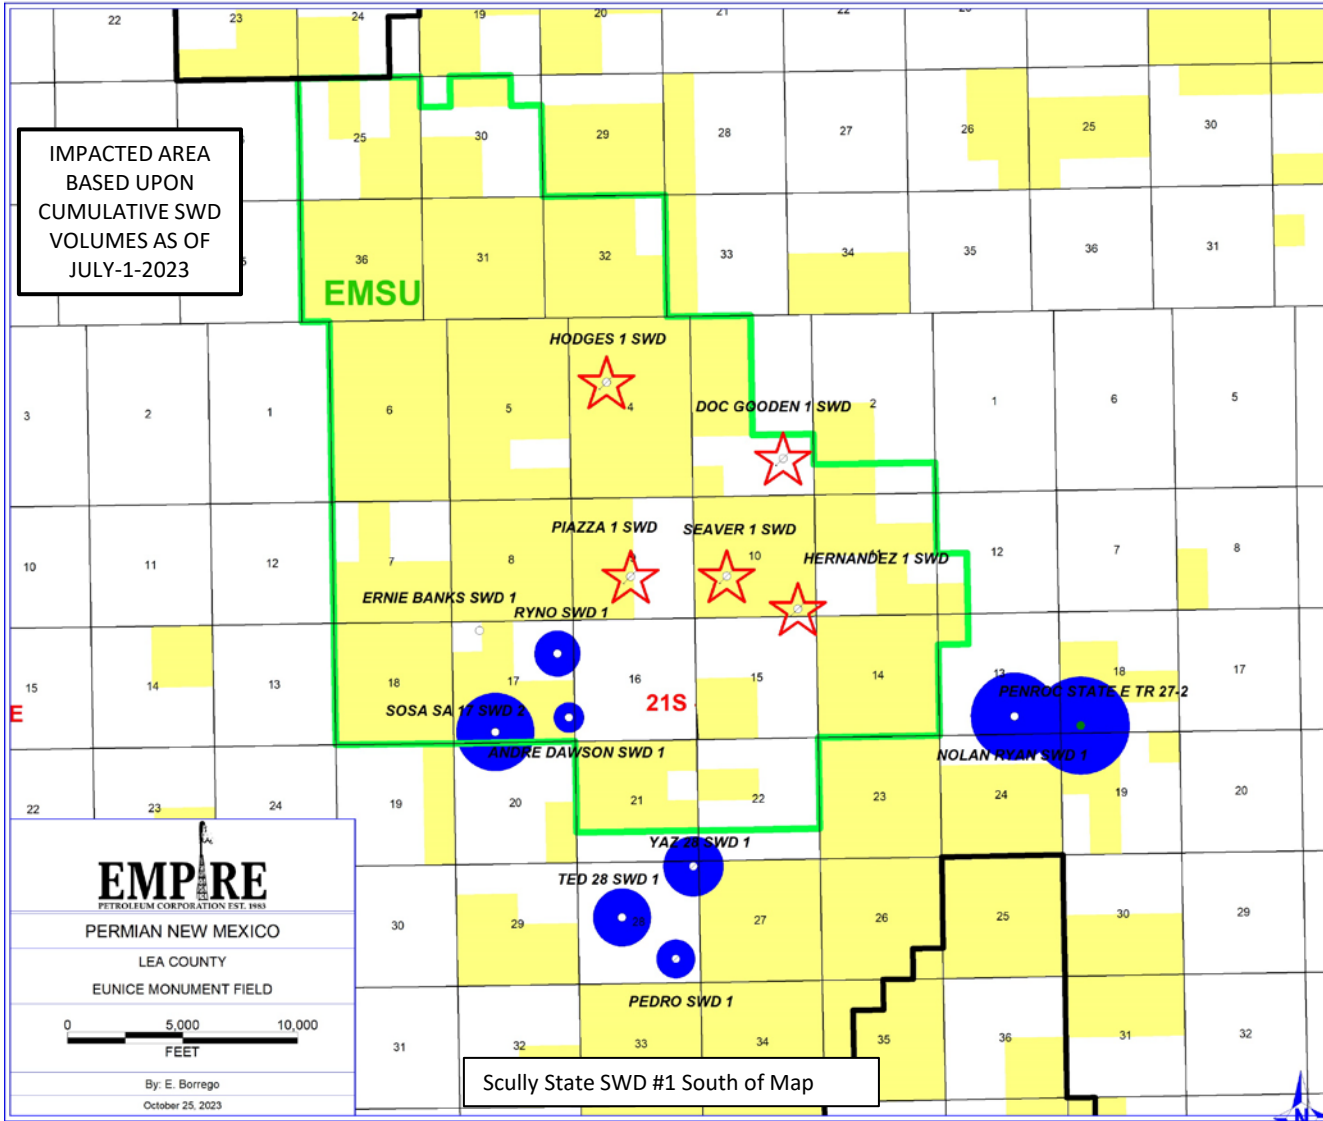 22 23 24 19 20 22
25 30 29 28 27 26 25 30
IMPACTED AREA
BASED UPON
CUMULATIVE SWD
VOLUMES AS OF
JULY-1-2023
36 31 32 33 34 35 36 31
EMSU
HODGES 1 SWD
3 2 1 6 5 4 2 1 6 5
DOC GOODEN 1 SWD
PIAZZA 1 SWD
SEAVER 1 SWD
HERNANDEZ 1 SWD
10 11 12 7 8 9 10 11 12 7 8
ERNIE BANKS SWD 1
RYNO SWD 1
15 14 13 18 17 16 15 14 13 18 17
E
21S
SOSA SA 17 SWD 2
PENROC STATE E TR 27-2
ANDRE DAWSON SWD 1
NOLAN RYAN SWD 1
22 23 24 19 20 21 22 23 24 19 20
YAZ 28 SWD 1
TED 28 SWD 1
30 29 28 27 26 25 30 29
PEDRO SWD 1
31 32 33 34 35 36 31 32
Scully State SWD #1 South of Map
EMPIRE
PETROLEUM CORPORATION EST. 1983
PERMIAN NEW MEXICO
LEA COUNTY
EUNICE MONUMENT FIELD
0 5,000 10,000
FEET
By: E. Borrego
October 25, 2023
N